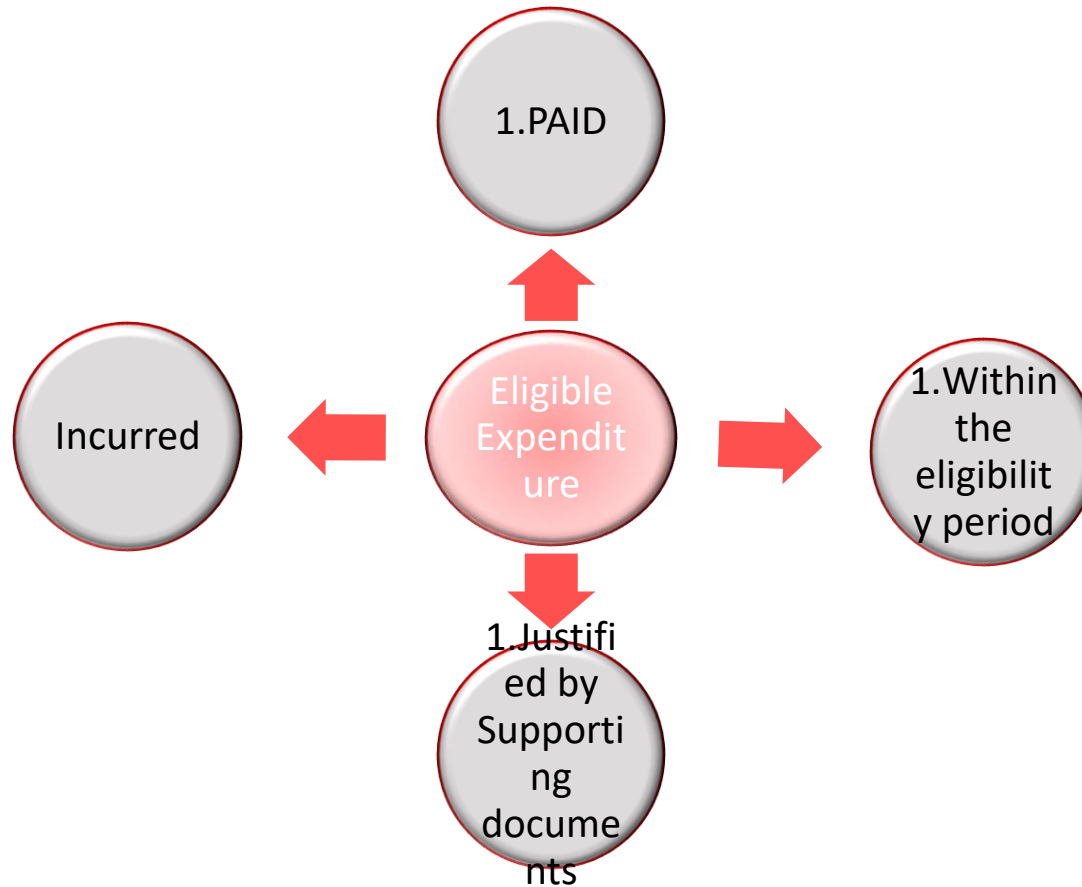 1.PAID
Incurred
Eligible
Expendit
ure
1.Within
the
eligibilit
y period
1.Justifi
ed by
Supporti
ng
docume
nts